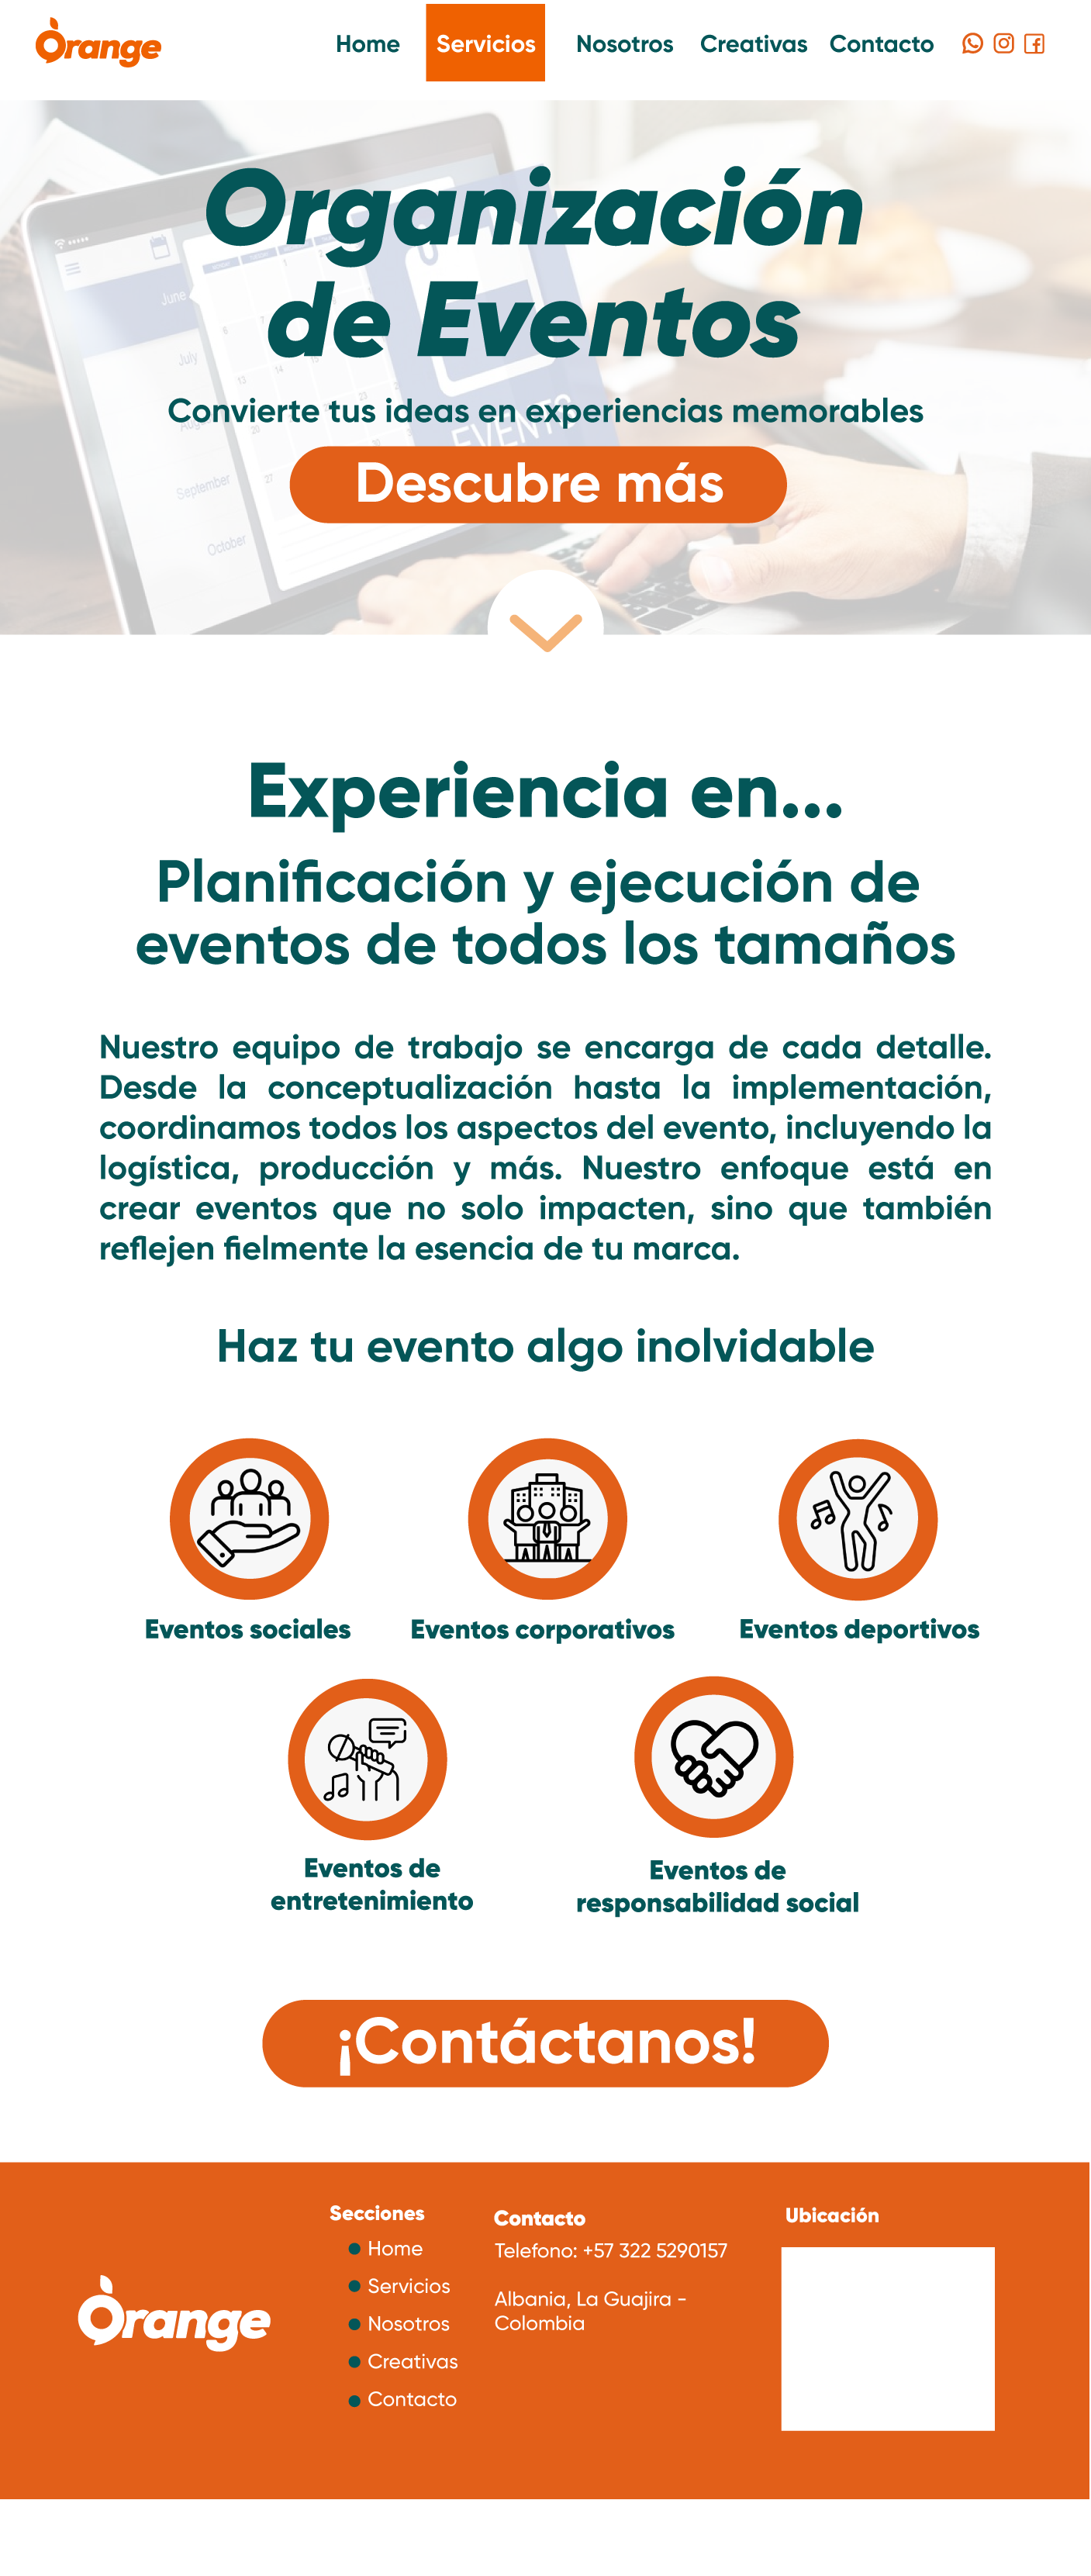 Orange
Home Servicios Nosotros Creativas Contacto
Organización
de Eventos
June
July
September
October
EVENTS
Convierte tus ideas en experiencias memorables
Descubre más
Experiencia en...
Planificación y ejecución de
eventos de todos los tamaños
Nuestro equipo de trabajo se encarga de cada detalle.
Desde la conceptualización hasta la implementación,
coordinamos todos los aspectos del evento, incluyendo la
logística, producción y más. Nuestro enfoque está en
crear eventos que no solo impacten, sino que también
reflejen fielmente la esencia de tu marca.
Haz tu evento algo inolvidable
Eventos sociales
Eventos corporativos
Eventos deportivos
Eventos de
entretenimiento
Eventos de
responsabilidad social
¡Contáctanos!
Orange
Secciones
Home
Servicios
Nosotros
Creativas
Contacto
Contacto
Telefono: +57 322 5290157
Albania, La Guajira -
Colombia
Ubicación